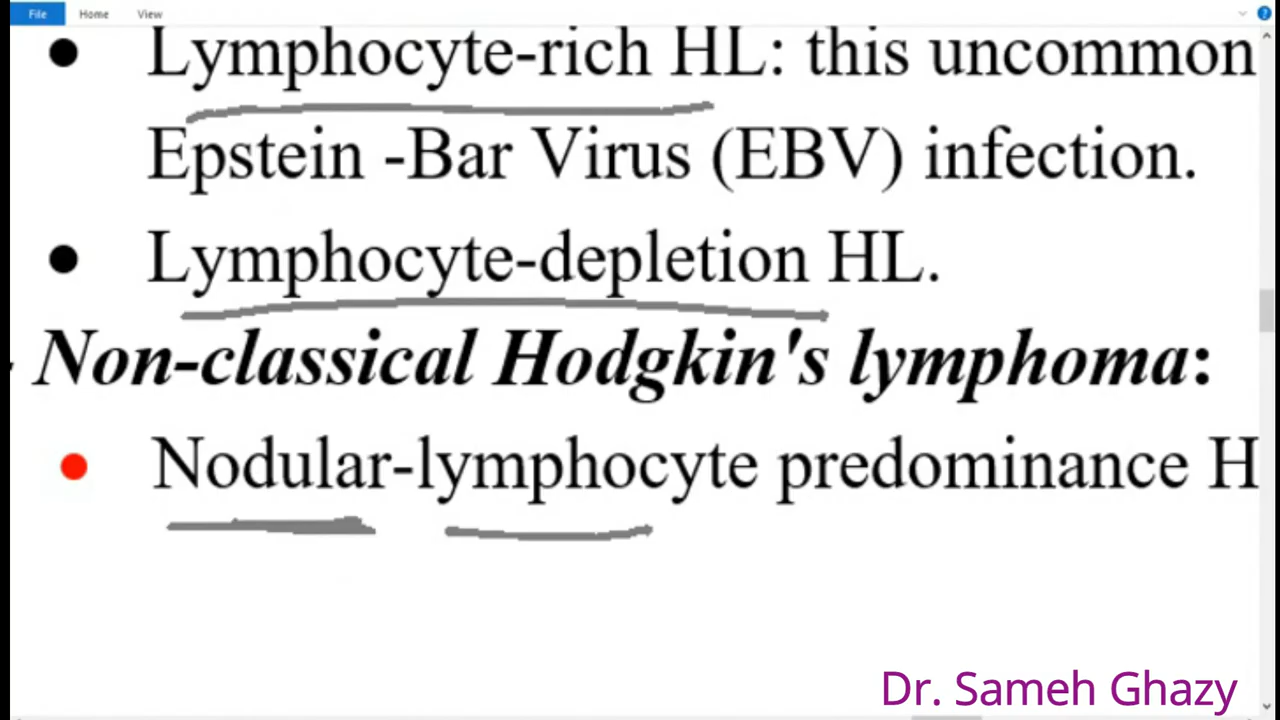 File Home View
● Lymphocyte-rich HL: this uncommon
Epstein -Bar Virus (EBV) infection.
● Lymphocyte-depletion HL.
Non-classical Hodgkin's lymphoma:
● Nodular-lymphocyte predominance H
Dr. Sameh Ghazy